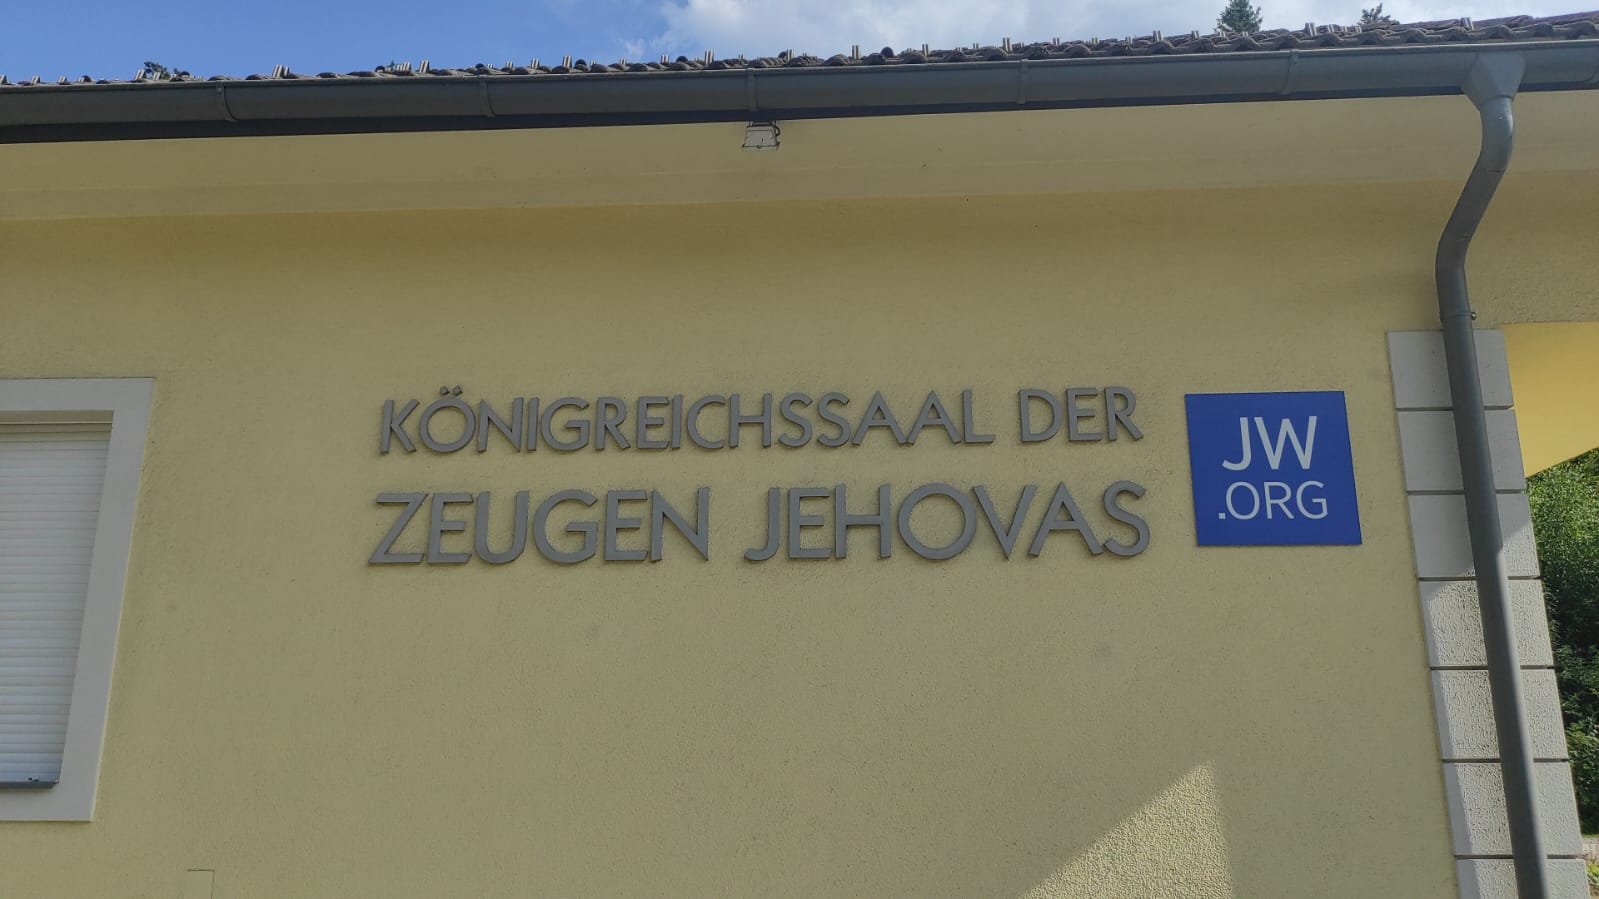 KÖNIGREICHSSAAL DER
ZEUGEN JEHOVAS
JW
.ORG